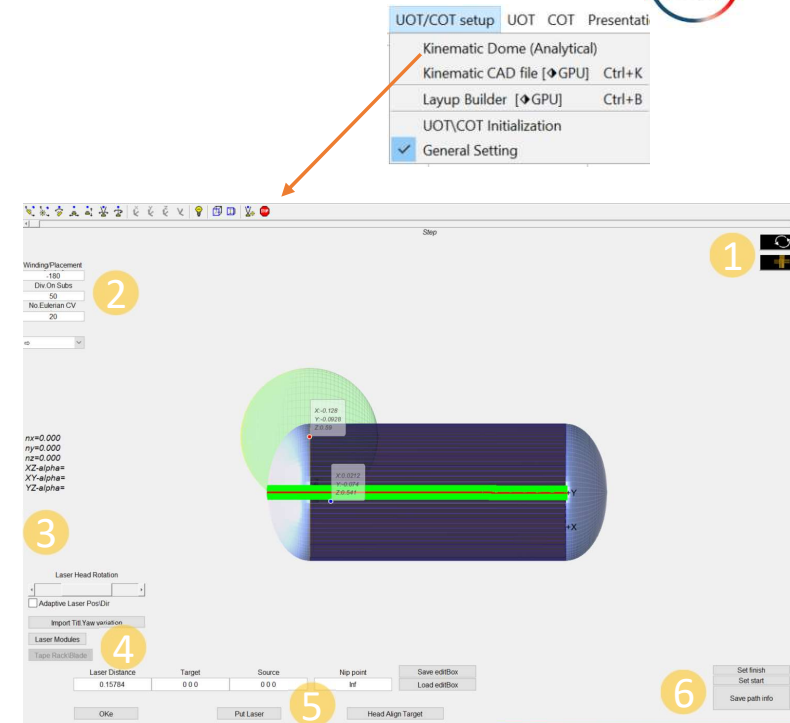 UOT/COT setup UOT COT Presentati
Kinematic Dome (Analytical)
Kinematic CAD file [◆GPU] Ctrl+K
Layup Builder [◆GPU] Ctrl+B
UOT\COT Initialization
✓ General Setting
STOP
Step
1
Winding/Placement
-180
Div.On Subs
50
No.Eulerian CV
20
2
X:-0.126
Y:-0.0928
Z:0.59
X:0.0212
Y:-0.074
Z:0.541
+Y
+X
nx=0.000
ny=0.000
nz=0.000
XZ-alpha=
XY-alpha=
YZ-alpha=
3
Laser Head Rotation
Adaptive Laser Pos\Dir
Import Titl Yaw variation
Laser Modules
Tape Rack\Blade
4
Laser Distance Target Source Nip point Save editBox
0.15784 0 0 0 0 0 0 Inf Load editBox
5
OKe Put Laser Head Align Target
6
Set finish
Set start
Save path info